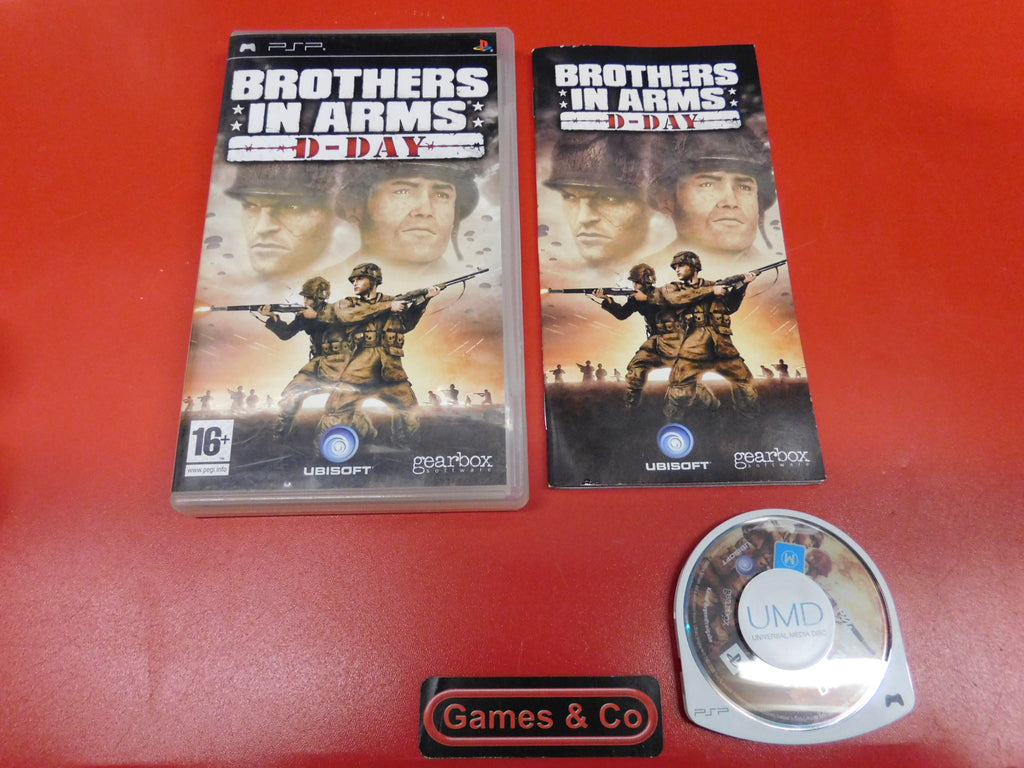 PSP
BROTHERS
IN ARMS
D-DAY
16+
www.pegi.info
UBISOFT
gearbox
software
BROTHERS
IN ARMS
D-DAY
UBISOFT
gearbox
software
UBISOFT
UMD
UNIVERSAL MEDIA DISC
PSP
Games & Co